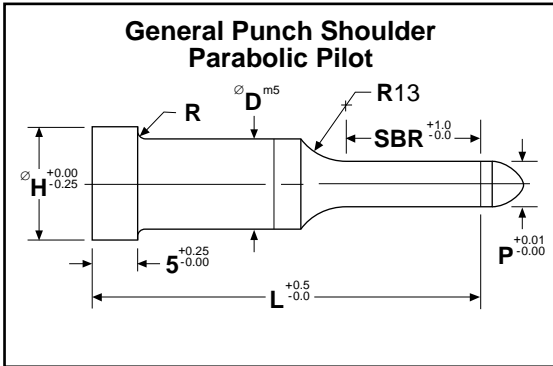 General Punch Shoulder
Parabolic Pilot
R
⌀D m5
R13
SBR +1.0 -0.0
⌀H +0.00 -0.25
5 +0.25 -0.00
P +0.01 -0.00
L +0.5 -0.0